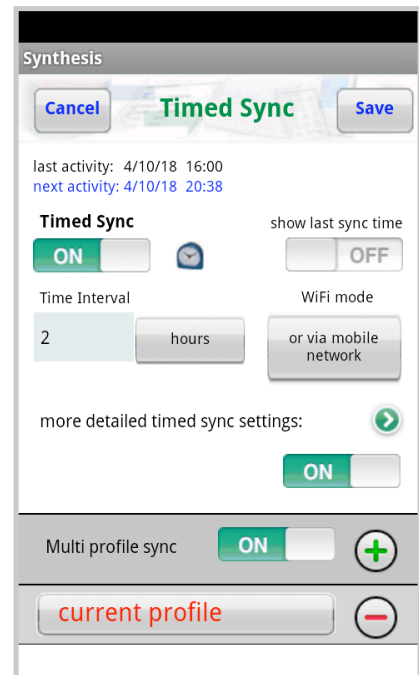 Synthesis
Cancel Timed Sync Save
last activity: 4/10/18 16:00
next activity: 4/10/18 20:38
Timed Sync show last sync time
ON OFF
Time Interval WiFi mode
2 hours or via mobile
network
more detailed timed sync settings:
ON
Multi profile sync ON
current profile